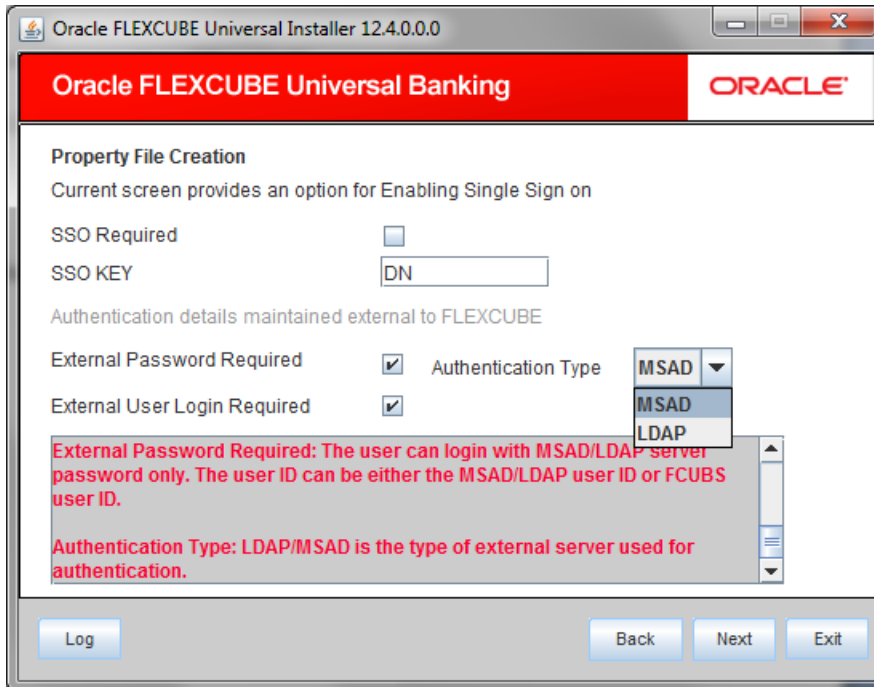 Oracle FLEXCUBE Universal Installer 12.4.0.0.0
Oracle FLEXCUBE Universal Banking
ORACLE'
Property File Creation
Current screen provides an option for Enabling Single Sign on
SSO Required
SSO KEY DN
Authentication details maintained external to FLEXCUBE
External Password Required Authentication Type MSAD
External User Login Required MSAD
LDAP
External Password Required: The user can login with MSAD/LDAP server
password only. The user ID can be either the MSAD/LDAP user ID or FCUBS
user ID.
Authentication Type: LDAP/MSAD is the type of external server used for
authentication.
Log Back Next Exit